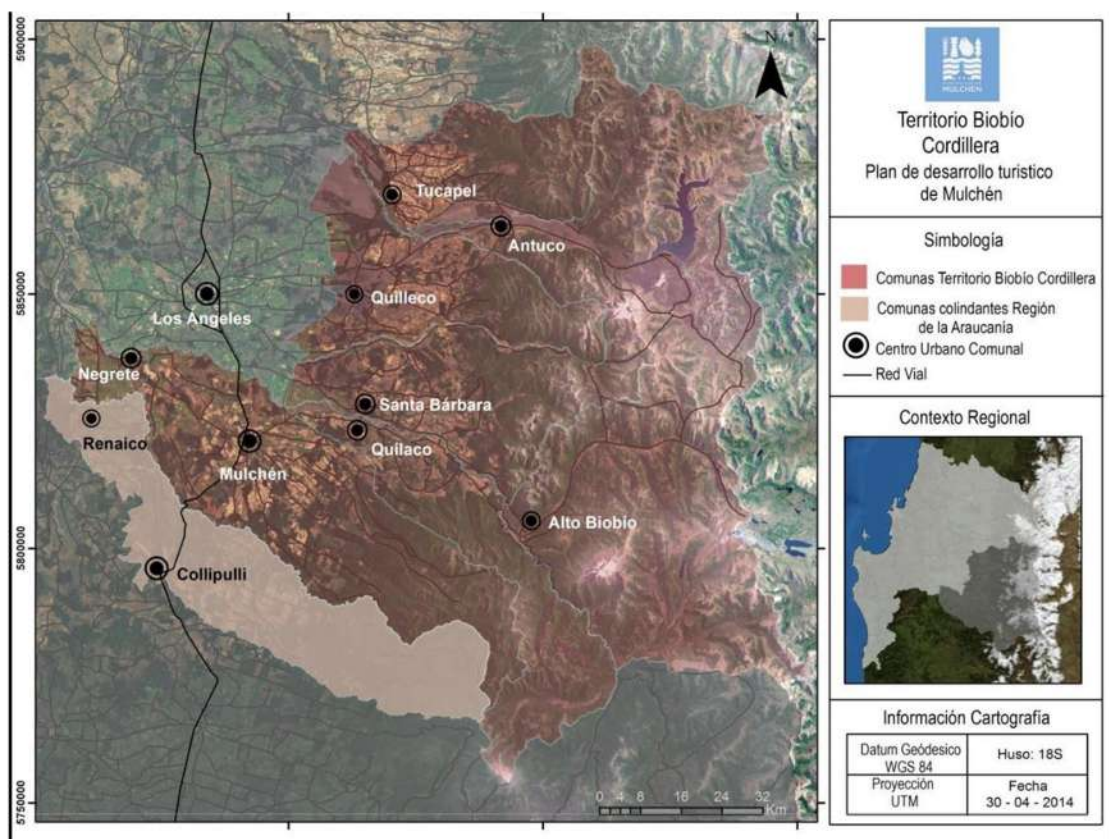 5900000
5850000
5800000
5750000
N
Tucapel
Antuco
Quilleco
Los Angeles
Negrete
Santa Bárbara
Renaico
Quilaco
Mulchén
Alto Biobío
Collipulli
0 4 8 16 24 32
Km
MULCHÉN
Territorio Biobío
Cordillera
Plan de desarrollo turístico
de Mulchén
Simbología
Comunas Territorio Biobío Cordillera
Comunas colindantes Región
de la Araucanía
Centro Urbano Comunal
Red Vial
Contexto Regional
Información Cartografía
Datum Geódesico
WGS 84
Huso: 18S
Proyección
UTM
Fecha
30 - 04 - 2014